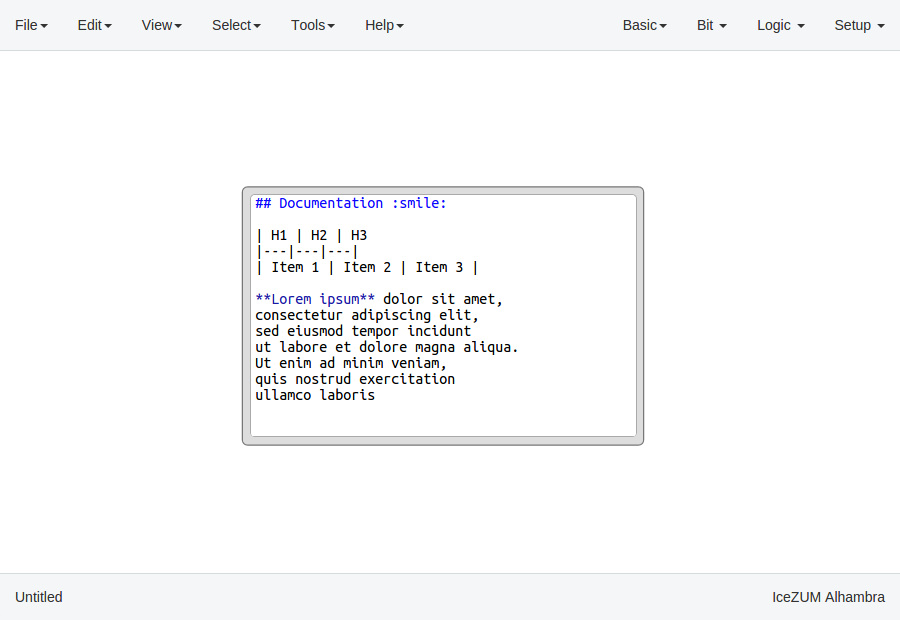 File Edit View Select Tools Help Basic Bit Logic Setup
## Documentation :smile:
| H1 | H2 | H3
|---|---|---|
| Item 1 | Item 2 | Item 3 |
**Lorem ipsum** dolor sit amet,
consectetur adipiscing elit,
sed eiusmod tempor incidunt
ut labore et dolore magna aliqua.
Ut enim ad minim veniam,
quis nostrud exercitation
ullamco laboris
Untitled IceZUM Alhambra